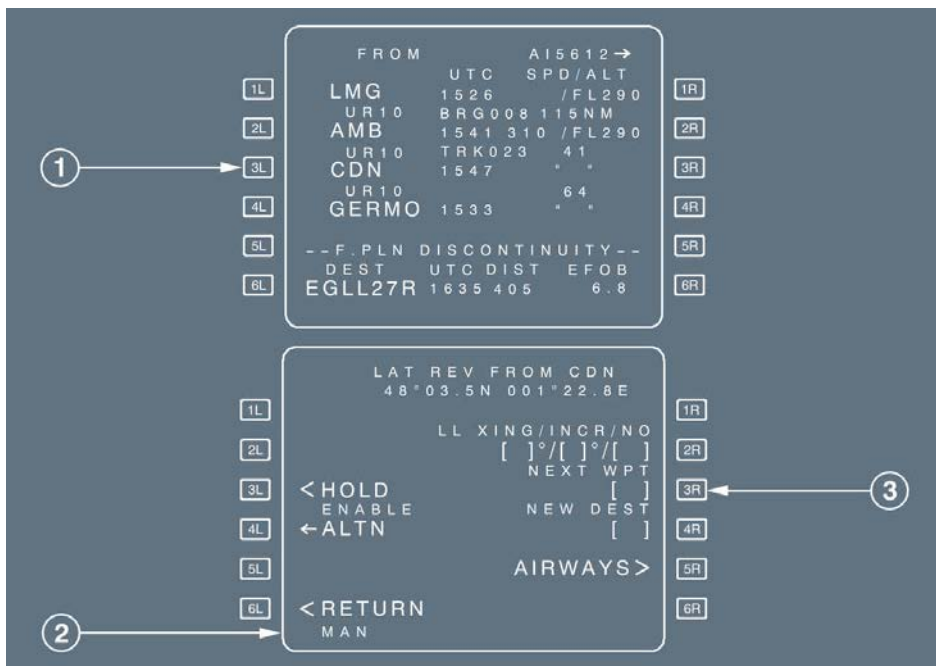 FROM AI5612→
UTC SPD/ALT
1L LMG 1526 /FL290 1R
UR10 BRG008 115NM
2L AMB 1541 310 /FL290 2R
UR10 TRK023 41
1 3L CDN 1547 " " 3R
UR10 64
4L GERMO 1533 " " 4R
5L --F.PLN DISCONTINUITY-- 5R
DEST UTC DIST EFOB
6L EGLL27R 1635 405 6.8 6R
LAT REV FROM CDN
48°03.5N 001°22.8E
1L 1R
LL XING/INCR/NO
2L [ ]°/[ ]°/[ ] 2R
NEXT WPT
3L <HOLD [ ] 3R 3
ENABLE NEW DEST
4L ←ALTN [ ] 4R
5L AIRWAYS> 5R
6L <RETURN 6R
2 MAN